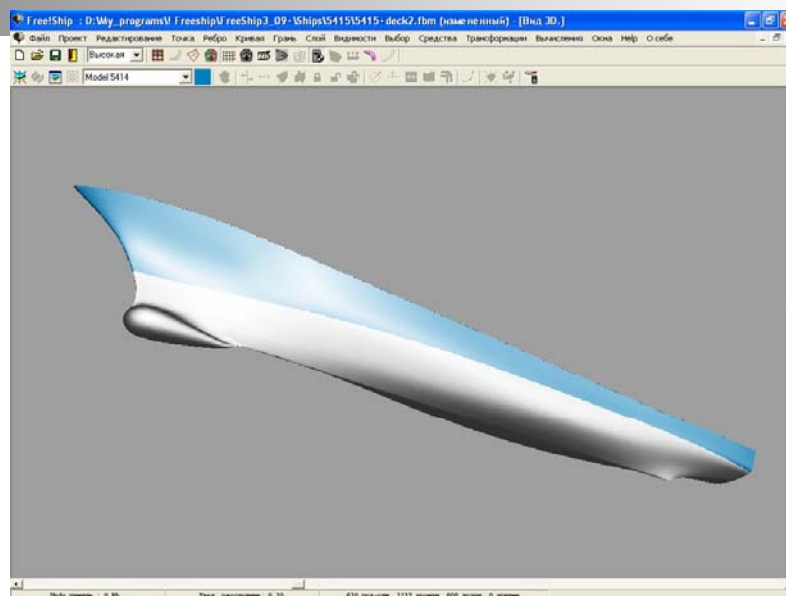 Free!Ship : D:\My_programs\! Freeship\FreeShip3_09+\Ships\5415\5415-deck2.fbm (измененный) - [Вид 3D.]
Файл Проект Редактирование Точка Ребро Кривая Грань Слой Видимости Выбор Средства Трансформации Вычисления Окна Help О себе
Высокая
Model 5414